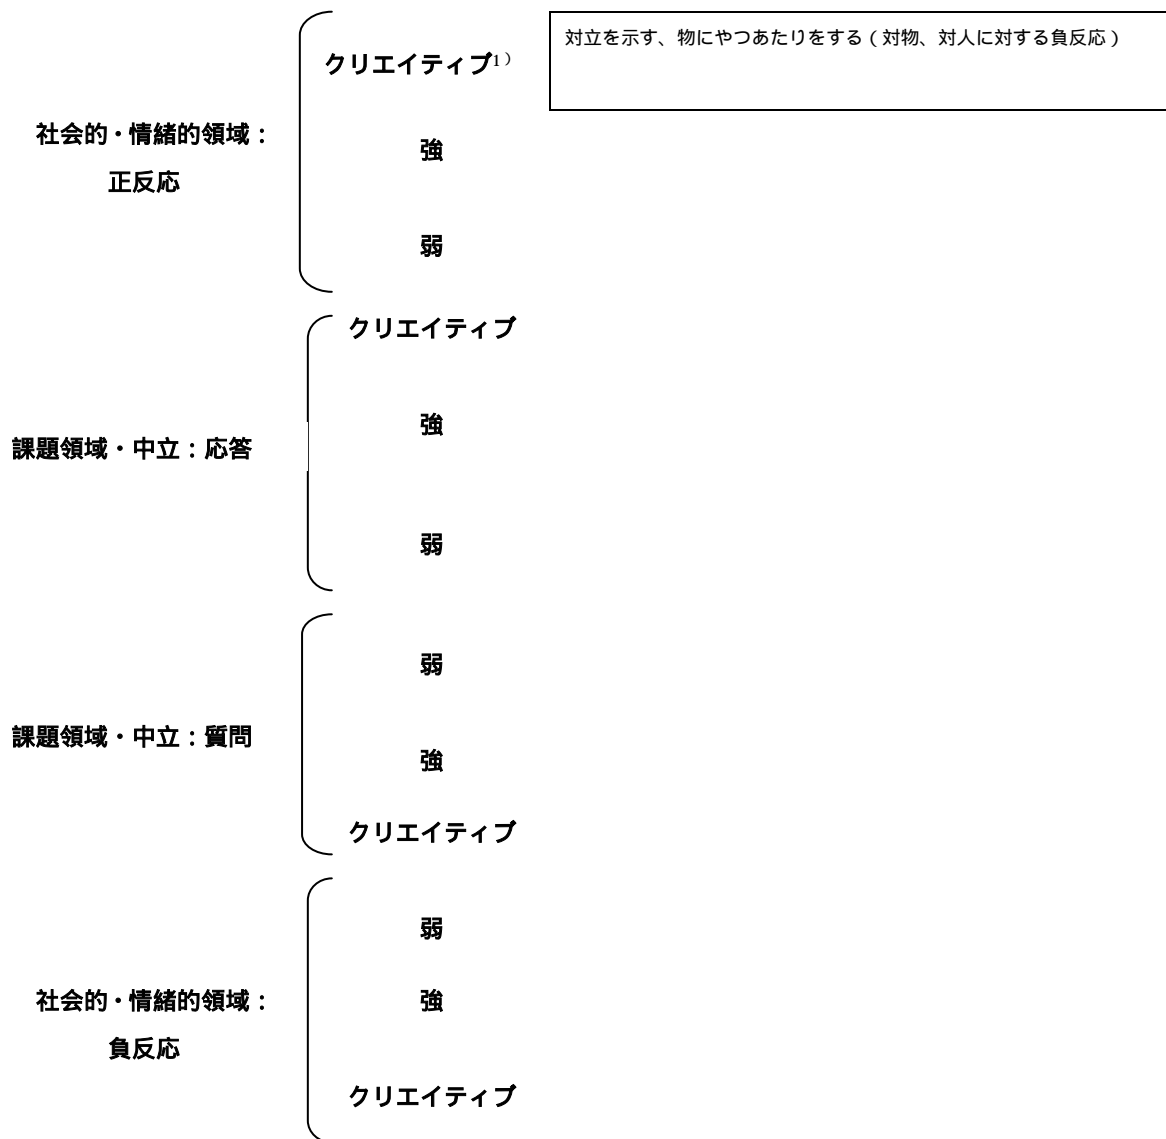 対立を示す、物にやつあたりをする(対物、対人に対する負反応)
クリエイティブ1)
社会的・情緒的領域:
正反応
強
弱
クリエイティブ
強
課題領域・中立:応答
弱
弱
課題領域・中立:質問
強
クリエイティブ
弱
社会的・情緒的領域:
強
負反応
クリエイティブ